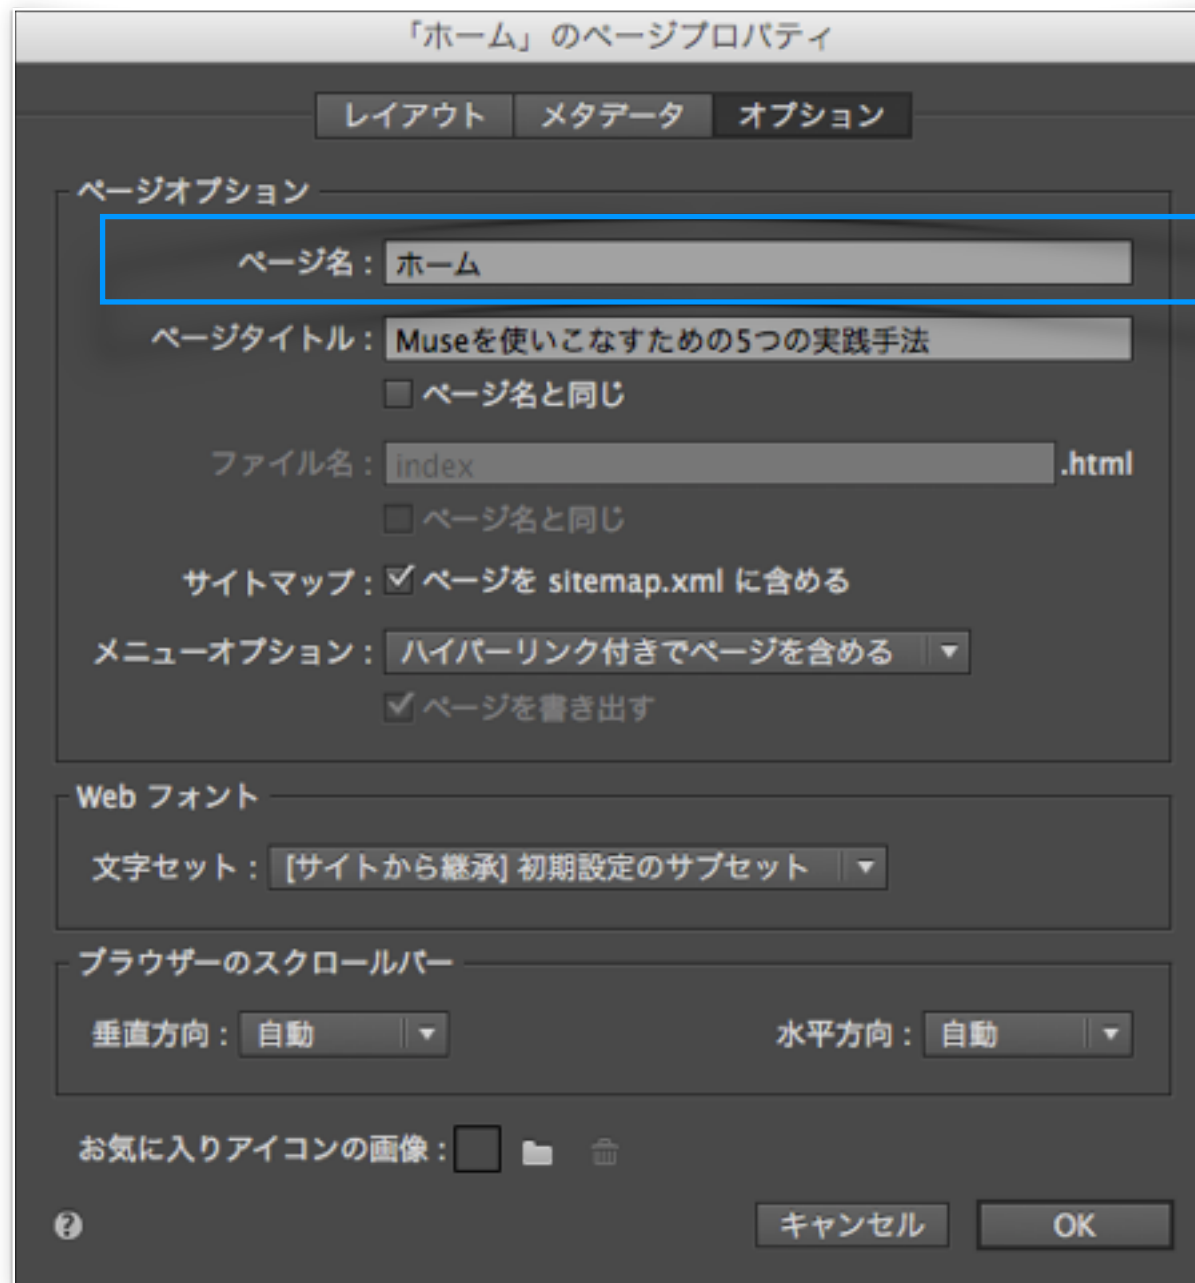 「ホーム」のページプロパティ
レイアウト メタデータ オプション
ページオプション
ページ名： ホーム
ページタイトル： Museを使いこなすための5つの実践手法
ページ名と同じ
ファイル名： index .html
ページ名と同じ
サイトマップ： ページを sitemap.xml に含める
メニューオプション： ハイパーリンク付きでページを含める
ページを書き出す
Web フォント
文字セット： [サイトから継承] 初期設定のサブセット
ブラウザーのスクロールバー
垂直方向： 自動 水平方向： 自動
お気に入りアイコンの画像：
? キャンセル OK